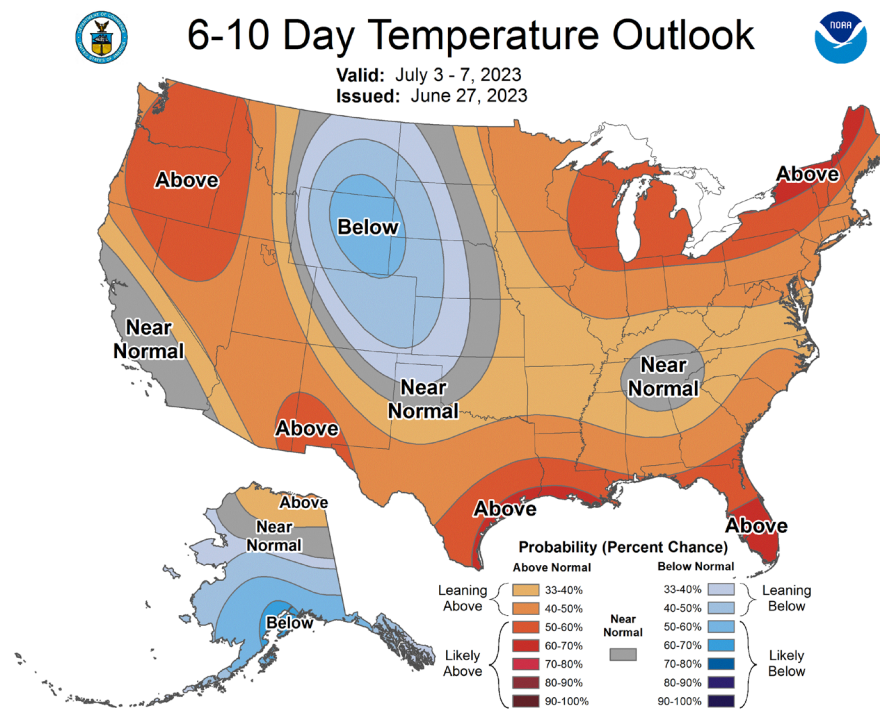 6-10 Day Temperature Outlook
NOAA
Valid: July 3 - 7, 2023
Issued: June 27, 2023
Above
Above
Below
Near
Normal
Near
Normal
Near
Normal
Above
Above
Above
Above
Near
Normal
Below
Probability (Percent Chance)
Above Normal
Below Normal
Leaning
Above
33-40%
40-50%
Likely
Above
50-60%
60-70%
70-80%
80-90%
90-100%
Near
Normal
33-40%
40-50%
Leaning
Below
50-60%
60-70%
70-80%
80-90%
90-100%
Likely
Below